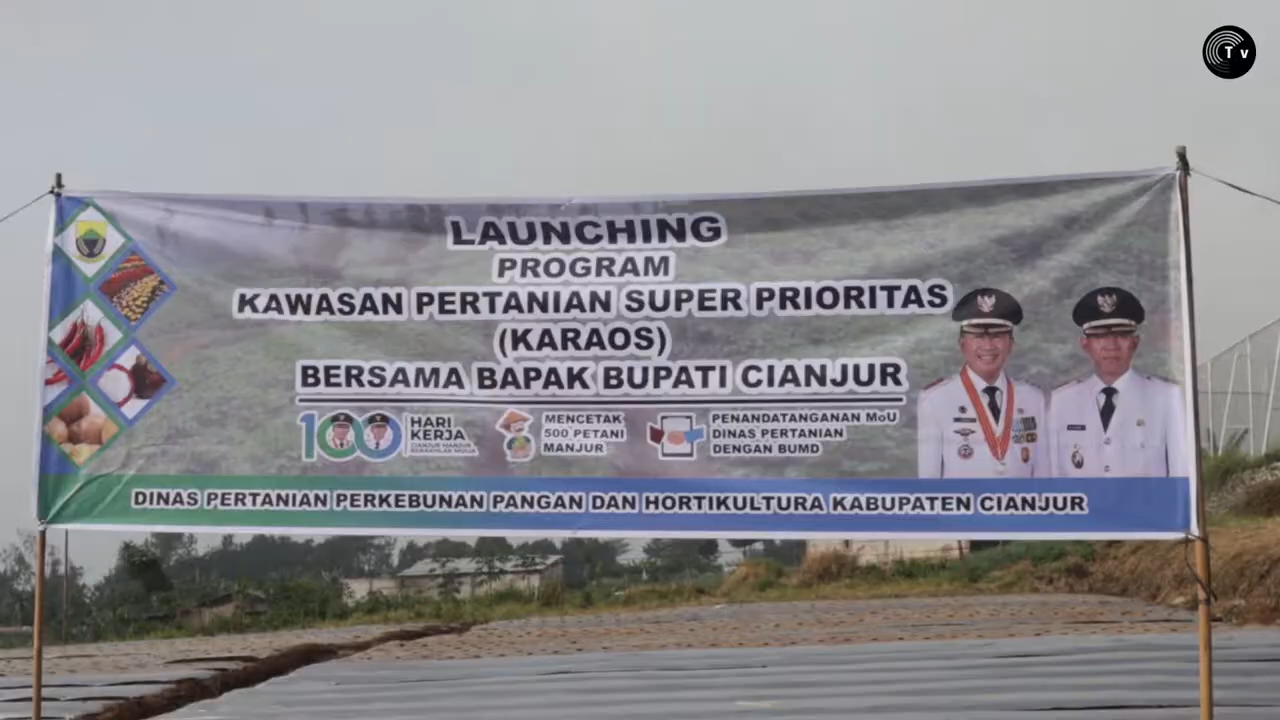 Tv
LAUNCHING
PROGRAM
KAWASAN PERTANIAN SUPER PRIORITAS
(KARAOS)
BERSAMA BAPAK BUPATI CIANJUR
100 HARI
KERJA
MENCETAK
500 PETANI
MANJUR
PENANDATANGANAN MoU
DINAS PERTANIAN
DENGAN BUMD
DINAS PERTANIAN PERKEBUNAN PANGAN DAN HORTIKULTURA KABUPATEN CIANJUR